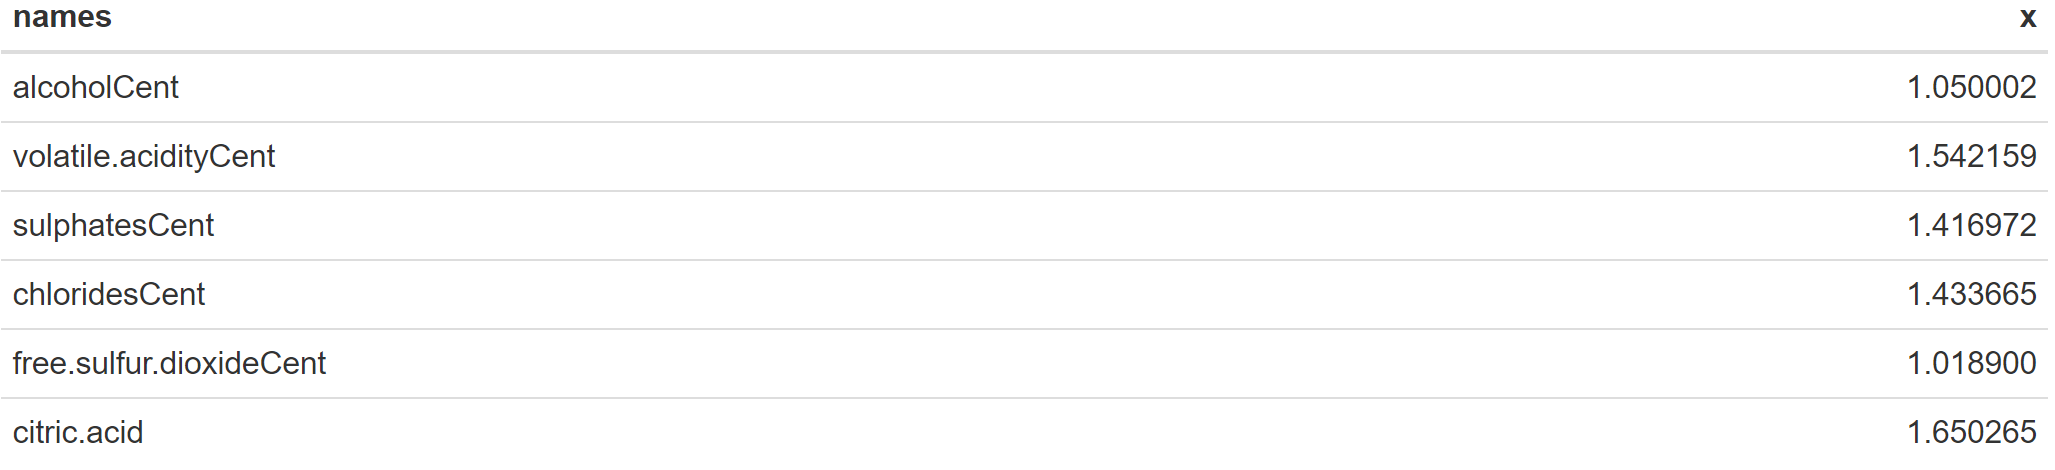 names x
alcoholCent 1.050002
volatile.acidityCent 1.542159
sulphatesCent 1.416972
chloridesCent 1.433665
free.sulfur.dioxideCent 1.018900
citric.acid 1.650265